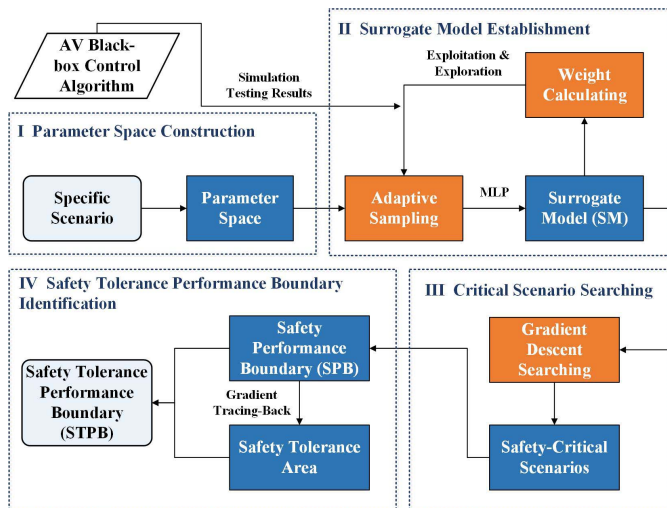 AV Black-
box Control
Algorithm
Simulation
Testing Results
II Surrogate Model Establishment
Exploitation &
Exploration
Weight
Calculating
I Parameter Space Construction
Specific
Scenario
Parameter
Space
Adaptive
Sampling
MLP
Surrogate
Model (SM)
IV Safety Tolerance Performance Boundary
Identification
Safety Tolerance
Performance
Boundary
(STPB)
Safety
Performance
Boundary (SPB)
Gradient
Tracing-Back
Safety Tolerance
Area
III Critical Scenario Searching
Gradient
Descent
Searching
Safety-Critical
Scenarios